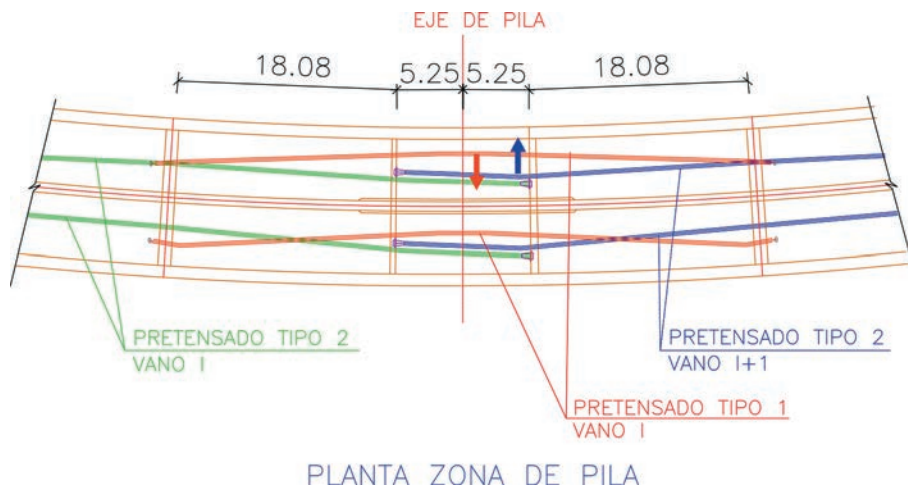 EJE DE PILA
18.08 5.25 5.25 18.08
PRETENSADO TIPO 2
VANO I
PRETENSADO TIPO 2
VANO I+1
PRETENSADO TIPO 1
VANO I
PLANTA ZONA DE PILA